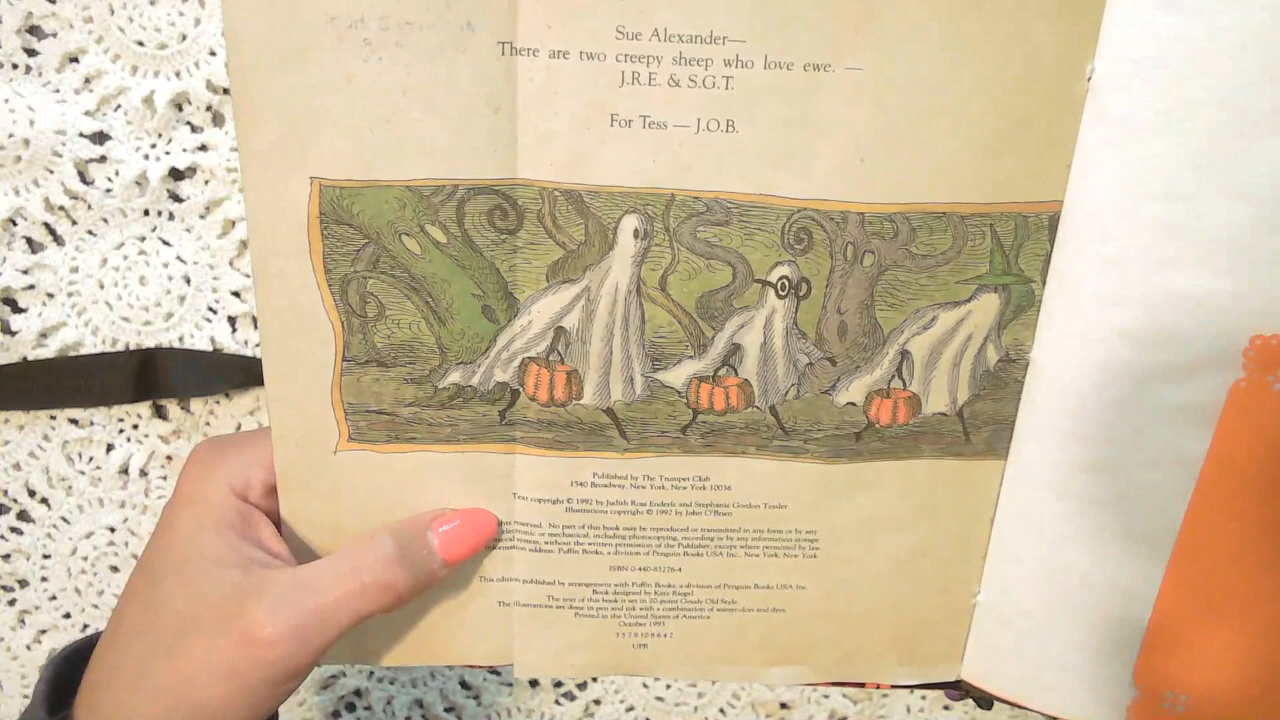 Sue Alexander—
There are two creepy sheep who love ewe. —
J.R.E. & S.G.T.
For Tess — J.O.B.
Published by The Trumpet Club
1540 Broadway, New York, New York 10036
Text copyright © 1992 by Judith Ross Enderle and Stephanie Gordon Tessler
Illustrations copyright © 1992 by John O'Brien
hts reserved. No part of this book may be reproduced or transmitted in any form or by any
electronic or mechanical, including photocopying, recording or by any information storage
ieval system, without the written permission of the Publisher, except where permitted by law
nformation address: Puffin Books, a division of Penguin Books USA Inc., New York, New York
ISBN 0-440-83276-4
This edition published by arrangement with Puffin Books, a division of Penguin Books USA Inc.
Book designed by Katy Riegel
The text of this book is set in 20-point Goudy Old Style
The illustrations are done in pen and ink with a combination of watercolors and dyes.
Printed in the United States of America
October 1993
3 5 7 9 10 8 6 4 2
UPR